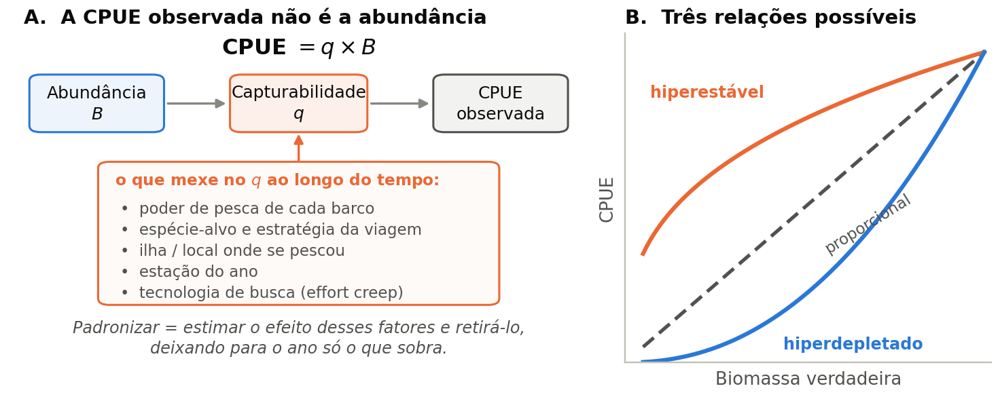 A.  A CPUE observada não é a abundância
CPUE = q × B
Abundância
B
Capturabilidade
q
CPUE
observada
o que mexe no q ao longo do tempo:
•  poder de pesca de cada barco
•  espécie-alvo e estratégia da viagem
•  ilha / local onde se pescou
•  estação do ano
•  tecnologia de busca (effort creep)
Padronizar = estimar o efeito desses fatores e retirá-lo,
deixando para o ano só o que sobra.
B.  Três relações possíveis
hiperestável
proporcional
hiperdepletado
CPUE
Biomassa verdadeira